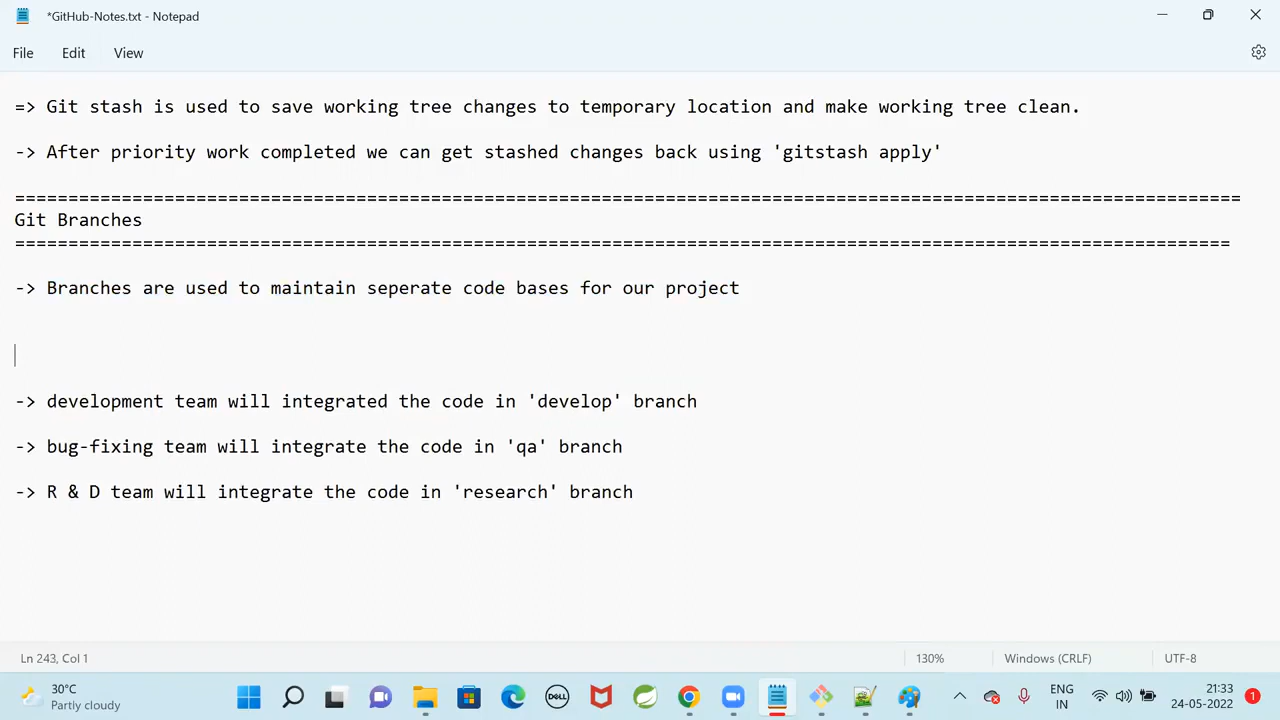 *GitHub-Notes.txt - Notepad
File Edit View
=> Git stash is used to save working tree changes to temporary location and make working tree clean.
-> After priority work completed we can get stashed changes back using 'gitstash apply'
===================================================================================================================
Git Branches
==================================================================================================================
-> Branches are used to maintain seperate code bases for our project
-> development team will integrated the code in 'develop' branch
-> bug-fixing team will integrate the code in 'qa' branch
-> R & D team will integrate the code in 'research' branch
Ln 243, Col 1 130% Windows (CRLF) UTF-8
30°C
Partly cloudy
DELL
ENG
IN
21:33
24-05-2022
1